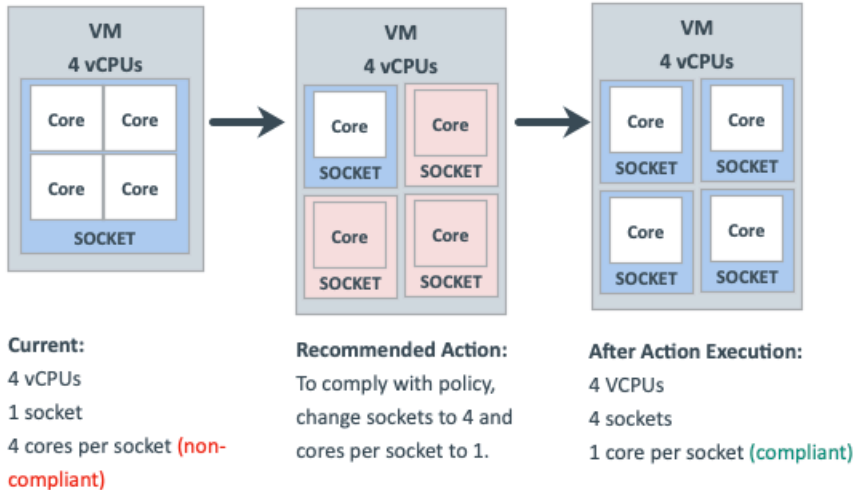 VM
4 vCPUs
Core Core
Core Core
SOCKET
VM
4 vCPUs
Core Core
SOCKET SOCKET
Core Core
SOCKET SOCKET
VM
4 vCPUs
Core Core
SOCKET SOCKET
Core Core
SOCKET SOCKET
Current:
4 vCPUs
1 socket
4 cores per socket (non-
compliant)
Recommended Action:
To comply with policy,
change sockets to 4 and
cores per socket to 1.
After Action Execution:
4 VCPUs
4 sockets
1 core per socket (compliant)